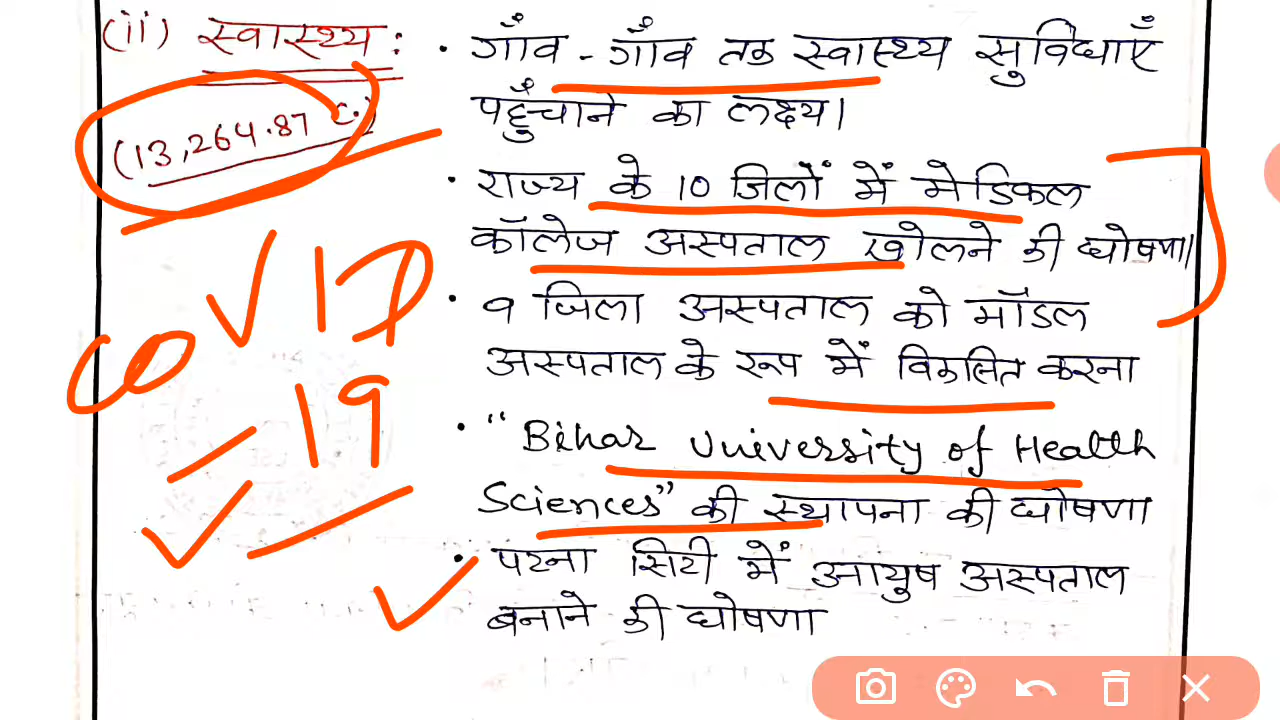 (ii) स्वास्थ्य :
(13,264.87 c.)
• गाँव - गाँव तक स्वास्थ्य सुविधाएँ
पहुँचाने का लक्ष्य।
• राज्य के 10 जिलों में मेडिकल
कॉलेज अस्पताल खोलने की घोषणा।
• 9 जिला अस्पताल को मॉडल
अस्पताल के रूप में विकसित करना
• "Bihar University of Health
Sciences" की स्थापना की घोषणा
• पटना सिटी में आयुष अस्पताल
बनाने की घोषणा
COVID
19